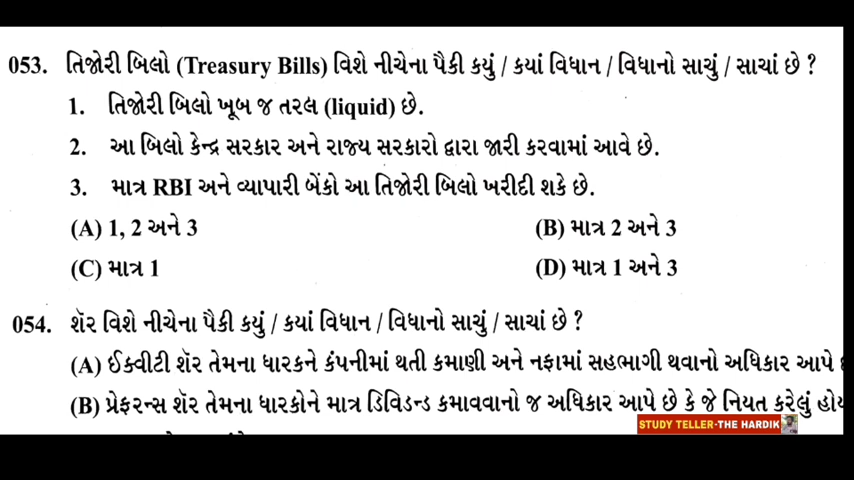 053. તિજોરી બિલો (Treasury Bills) વિશે નીચેના પૈકી કયું / કયાં વિધાન / વિધાનો સાચું / સાચાં છે ?
1. તિજોરી બિલો ખૂબ જ તરલ (liquid) છે.
2. આ બિલો કેન્દ્ર સરકાર અને રાજ્ય સરકારો દ્વારા જારી કરવામાં આવે છે.
3. માત્ર RBI અને વ્યાપારી બેંકો આ તિજોરી બિલો ખરીદી શકે છે.
(A) 1, 2 અને 3 (B) માત્ર 2 અને 3
(C) માત્ર 1 (D) માત્ર 1 અને 3
054. શૅર વિશે નીચેના પૈકી કયું / કયાં વિધાન / વિધાનો સાચું / સાચાં છે ?
(A) ઈક્વીટી શૅર તેમના ધારકને કંપનીમાં થતી કમાણી અને નફામાં સહભાગી થવાનો અધિકાર આપે
(B) પ્રેફરન્સ શૅર તેમના ધારકોને માત્ર ડિવિડન્ડ કમાવવાનો જ અધિકાર આપે છે કે જે નિયત કરેલું
STUDY TELLER-THE HARDIK